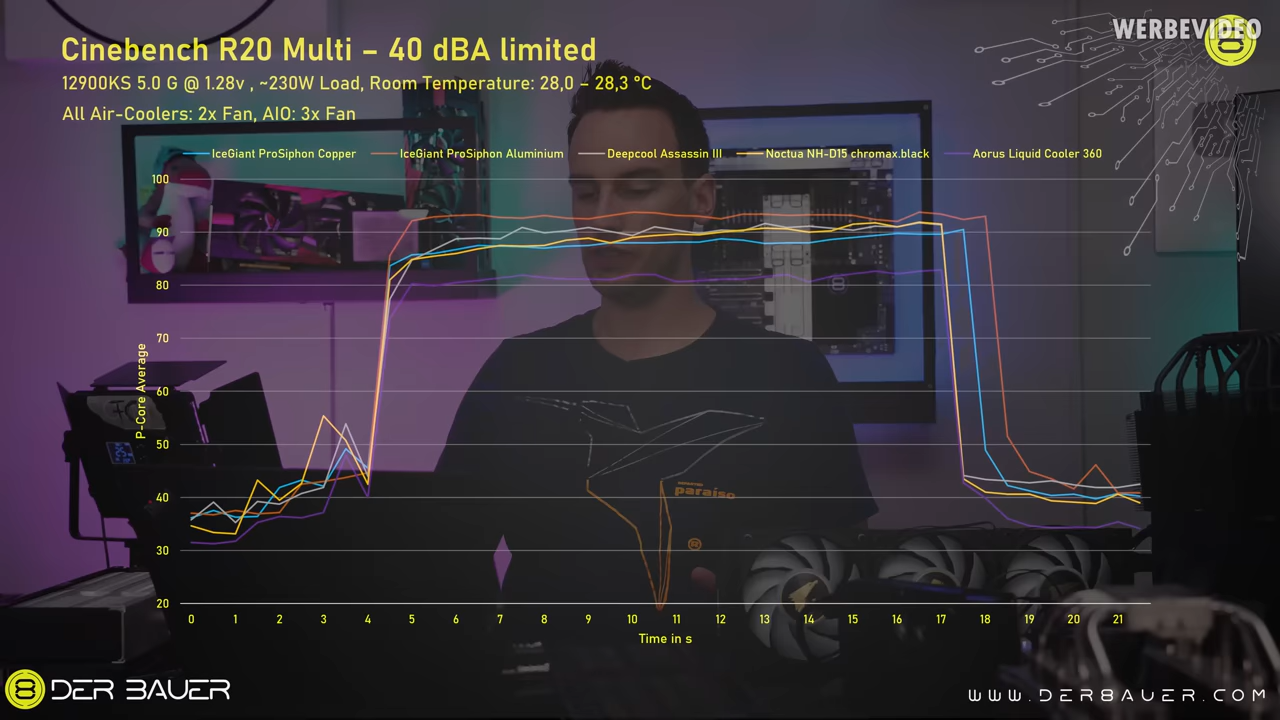 WERBEVIDEO
Cinebench R20 Multi – 40 dBA limited
12900KS 5.0 G @ 1.28v , ~230W Load, Room Temperature: 28,0 – 28,3 °C
All Air-Coolers: 2x Fan, AIO: 3x Fan
IceGiant ProSiphon Copper IceGiant ProSiphon Aluminium Deepcool Assassin III Noctua NH-D15 chromax.black Aorus Liquid Cooler 360
100
90
80
70
60
50
40
30
20
P-Core Average
0 1 2 3 4 5 6 7 8 9 10 11 12 13 14 15 16 17 18 19 20 21
Time in s
paraiso
®
8 DER BAUER
www.DER8AUER.COM